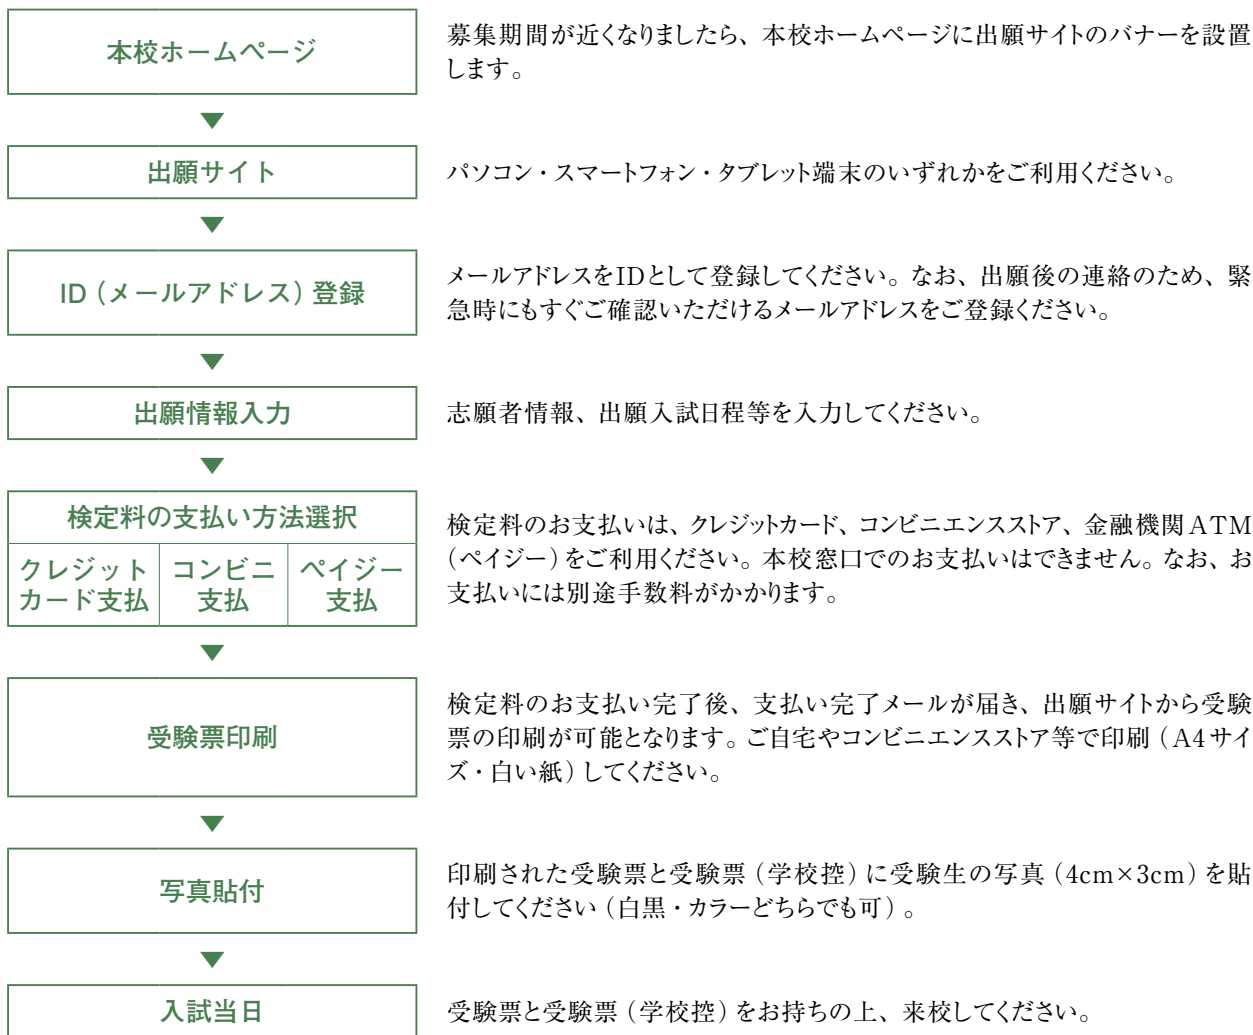 本校ホームページ
募集期間が近くなりましたら、本校ホームページに出願サイトのバナーを設置
します。
▼
出願サイト
パソコン・スマートフォン・タブレット端末のいずれかをご利用ください。
▼
ID（メールアドレス）登録
メールアドレスをIDとして登録してください。なお、出願後の連絡のため、緊
急時にもすぐご確認いただけるメールアドレスをご登録ください。
▼
出願情報入力
志願者情報、出願入試日程等を入力してください。
▼
検定料の支払い方法選択
クレジット
カード支払
コンビニ
支払
ペイジー
支払
検定料のお支払いは、クレジットカード、コンビニエンスストア、金融機関ATM
（ペイジー）をご利用ください。本校窓口でのお支払いはできません。なお、お
支払いには別途手数料がかかります。
▼
受験票印刷
検定料のお支払い完了後、支払い完了メールが届き、出願サイトから受験
票の印刷が可能となります。ご自宅やコンビニエンスストア等で印刷（A4サイ
ズ・白い紙）してください。
▼
写真貼付
印刷された受験票と受験票（学校控）に受験生の写真（4cm×3cm）を貼
付してください（白黒・カラーどちらでも可）。
▼
入試当日
受験票と受験票（学校控）をお持ちの上、来校してください。